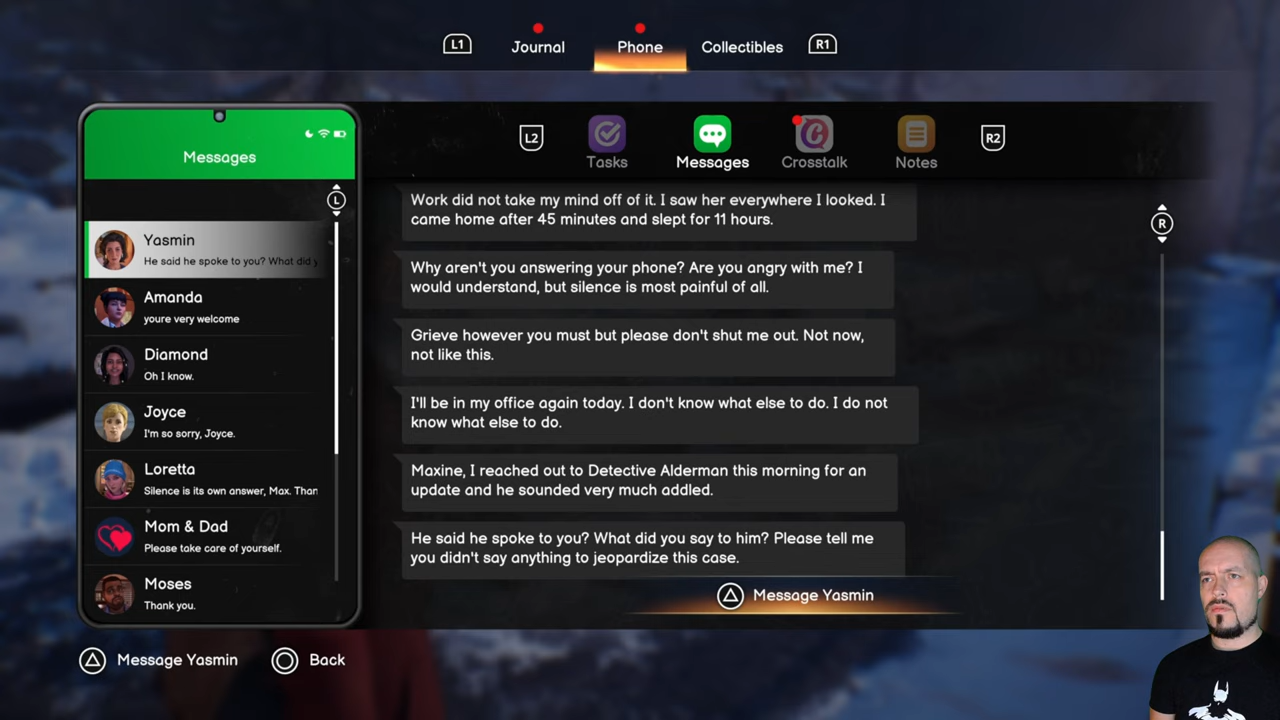 L1
Journal
Phone
Collectibles
R1
Messages
L
Yasmin
He said he spoke to you? What did y
Amanda
youre very welcome
Diamond
Oh I know.
Joyce
I'm so sorry, Joyce.
Loretta
Silence is its own answer, Max. Than
Mom & Dad
Please take care of yourself.
Moses
Thank you.
L2
Tasks
Messages
Crosstalk
Notes
R2
Work did not take my mind off of it. I saw her everywhere I looked. I
came home after 45 minutes and slept for 11 hours.
Why aren't you answering your phone? Are you angry with me? I
would understand, but silence is most painful of all.
Grieve however you must but please don't shut me out. Not now,
not like this.
I'll be in my office again today. I don't know what else to do. I do not
know what else to do.
Maxine, I reached out to Detective Alderman this morning for an
update and he sounded very much addled.
He said he spoke to you? What did you say to him? Please tell me
you didn't say anything to jeopardize this case.
R
Message Yasmin
Message Yasmin
Back